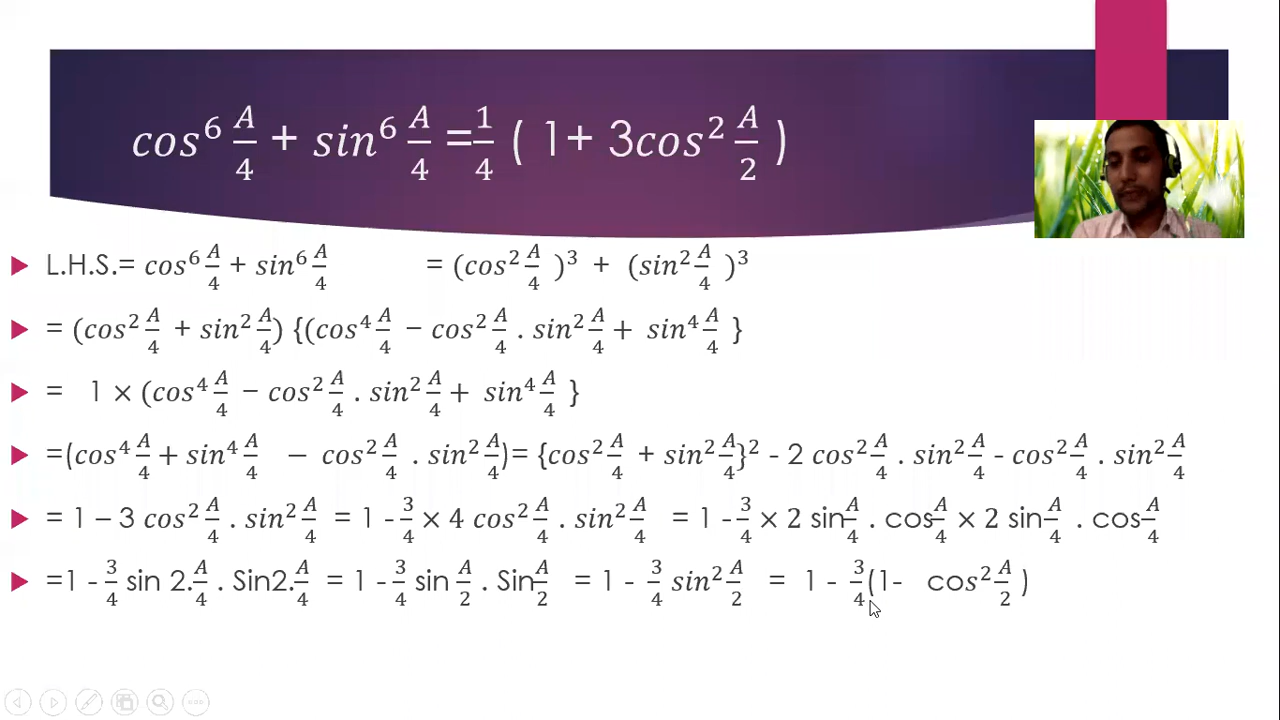 cos⁶ A/4 + sin⁶ A/4 = 1/4 ( 1+ 3cos² A/2 )
L.H.S.= cos⁶ A/4 + sin⁶ A/4 = (cos² A/4 )³ + (sin² A/4 )³
= (cos² A/4 + sin² A/4) {(cos⁴ A/4 − cos² A/4 . sin² A/4 + sin⁴ A/4 }
= 1 × (cos⁴ A/4 − cos² A/4 . sin² A/4 + sin⁴ A/4 }
=(cos⁴ A/4 + sin⁴ A/4 − cos² A/4 . sin² A/4)= {cos² A/4 + sin² A/4}² - 2 cos² A/4 . sin² A/4 - cos² A/4 . sin² A/4
= 1 – 3 cos² A/4 . sin² A/4 = 1 - 3/4 × 4 cos² A/4 . sin² A/4 = 1 - 3/4 × 2 sin A/4 . cos A/4 × 2 sin A/4 . cos A/4
=1 - 3/4 sin 2. A/4 . Sin2. A/4 = 1 - 3/4 sin A/2 . Sin A/2 = 1 - 3/4 sin² A/2 = 1 - 3/4 (1- cos² A/2 )